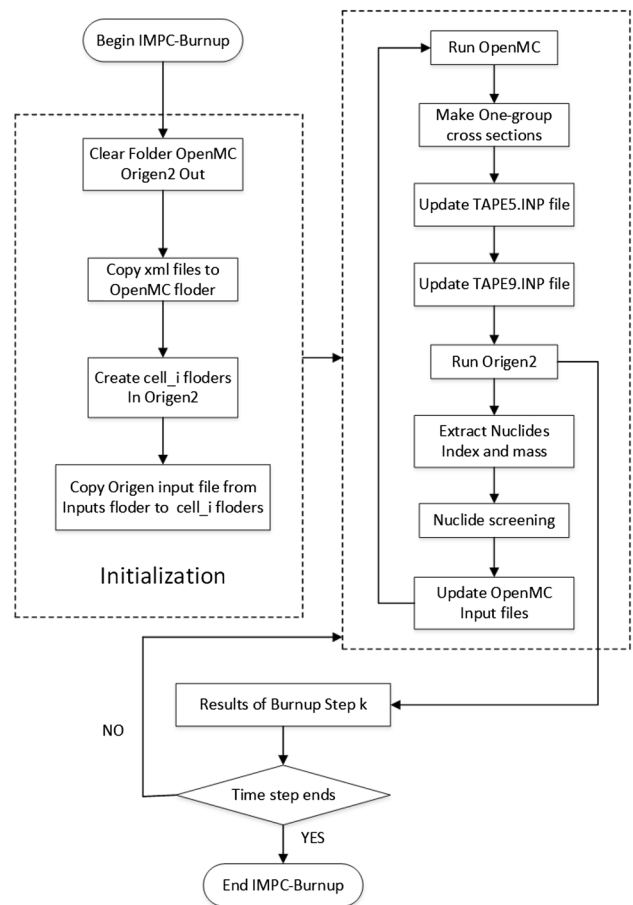 Begin IMPC-Burnup
Clear Folder OpenMC
Origen2 Out
Copy xml files to
OpenMC floder
Create cell_i floders
In Origen2
Copy Origen input file from
Inputs floder to cell_i floders
Initialization
Run OpenMC
Make One-group
cross sections
Update TAPE5.INP file
Update TAPE9.INP file
Run Origen2
Extract Nuclides
Index and mass
Nuclide screening
Update OpenMC
Input files
Results of Burnup Step k
NO
Time step ends
YES
End IMPC-Burnup